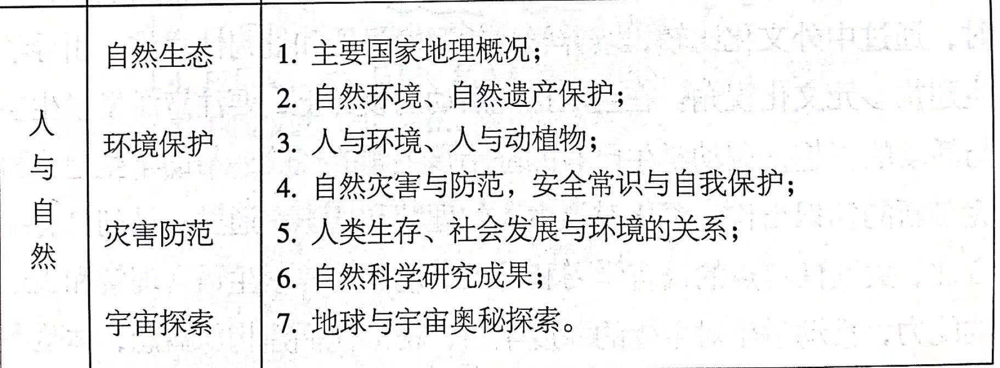 人与自然
自然生态
环境保护
灾害防范
宇宙探索
1. 主要国家地理概况；
2. 自然环境、自然遗产保护；
3. 人与环境、人与动植物；
4. 自然灾害与防范，安全常识与自我保护；
5. 人类生存、社会发展与环境的关系；
6. 自然科学研究成果；
7. 地球与宇宙奥秘探索。